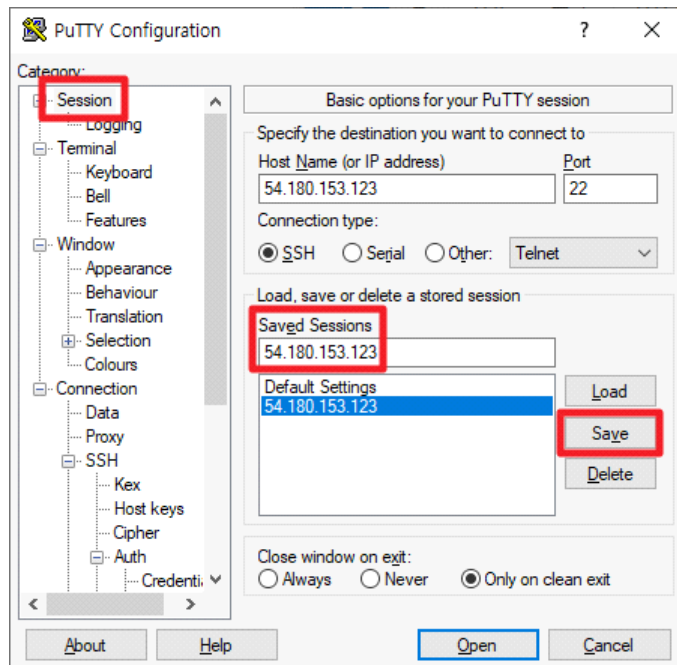 PuTTY Configuration
?
Category:
Session
Logging
Terminal
Keyboard
Bell
Features
Window
Appearance
Behaviour
Translation
Selection
Colours
Connection
Data
Proxy
SSH
Kex
Host keys
Cipher
Auth
Credenti
Basic options for your PuTTY session
Specify the destination you want to connect to
Host Name (or IP address) Port
54.180.153.123 22
Connection type:
SSH Serial Other: Telnet
Load, save or delete a stored session
Saved Sessions
54.180.153.123
Default Settings
54.180.153.123
Load
Save
Delete
Close window on exit:
Always Never Only on clean exit
About Help Open Cancel